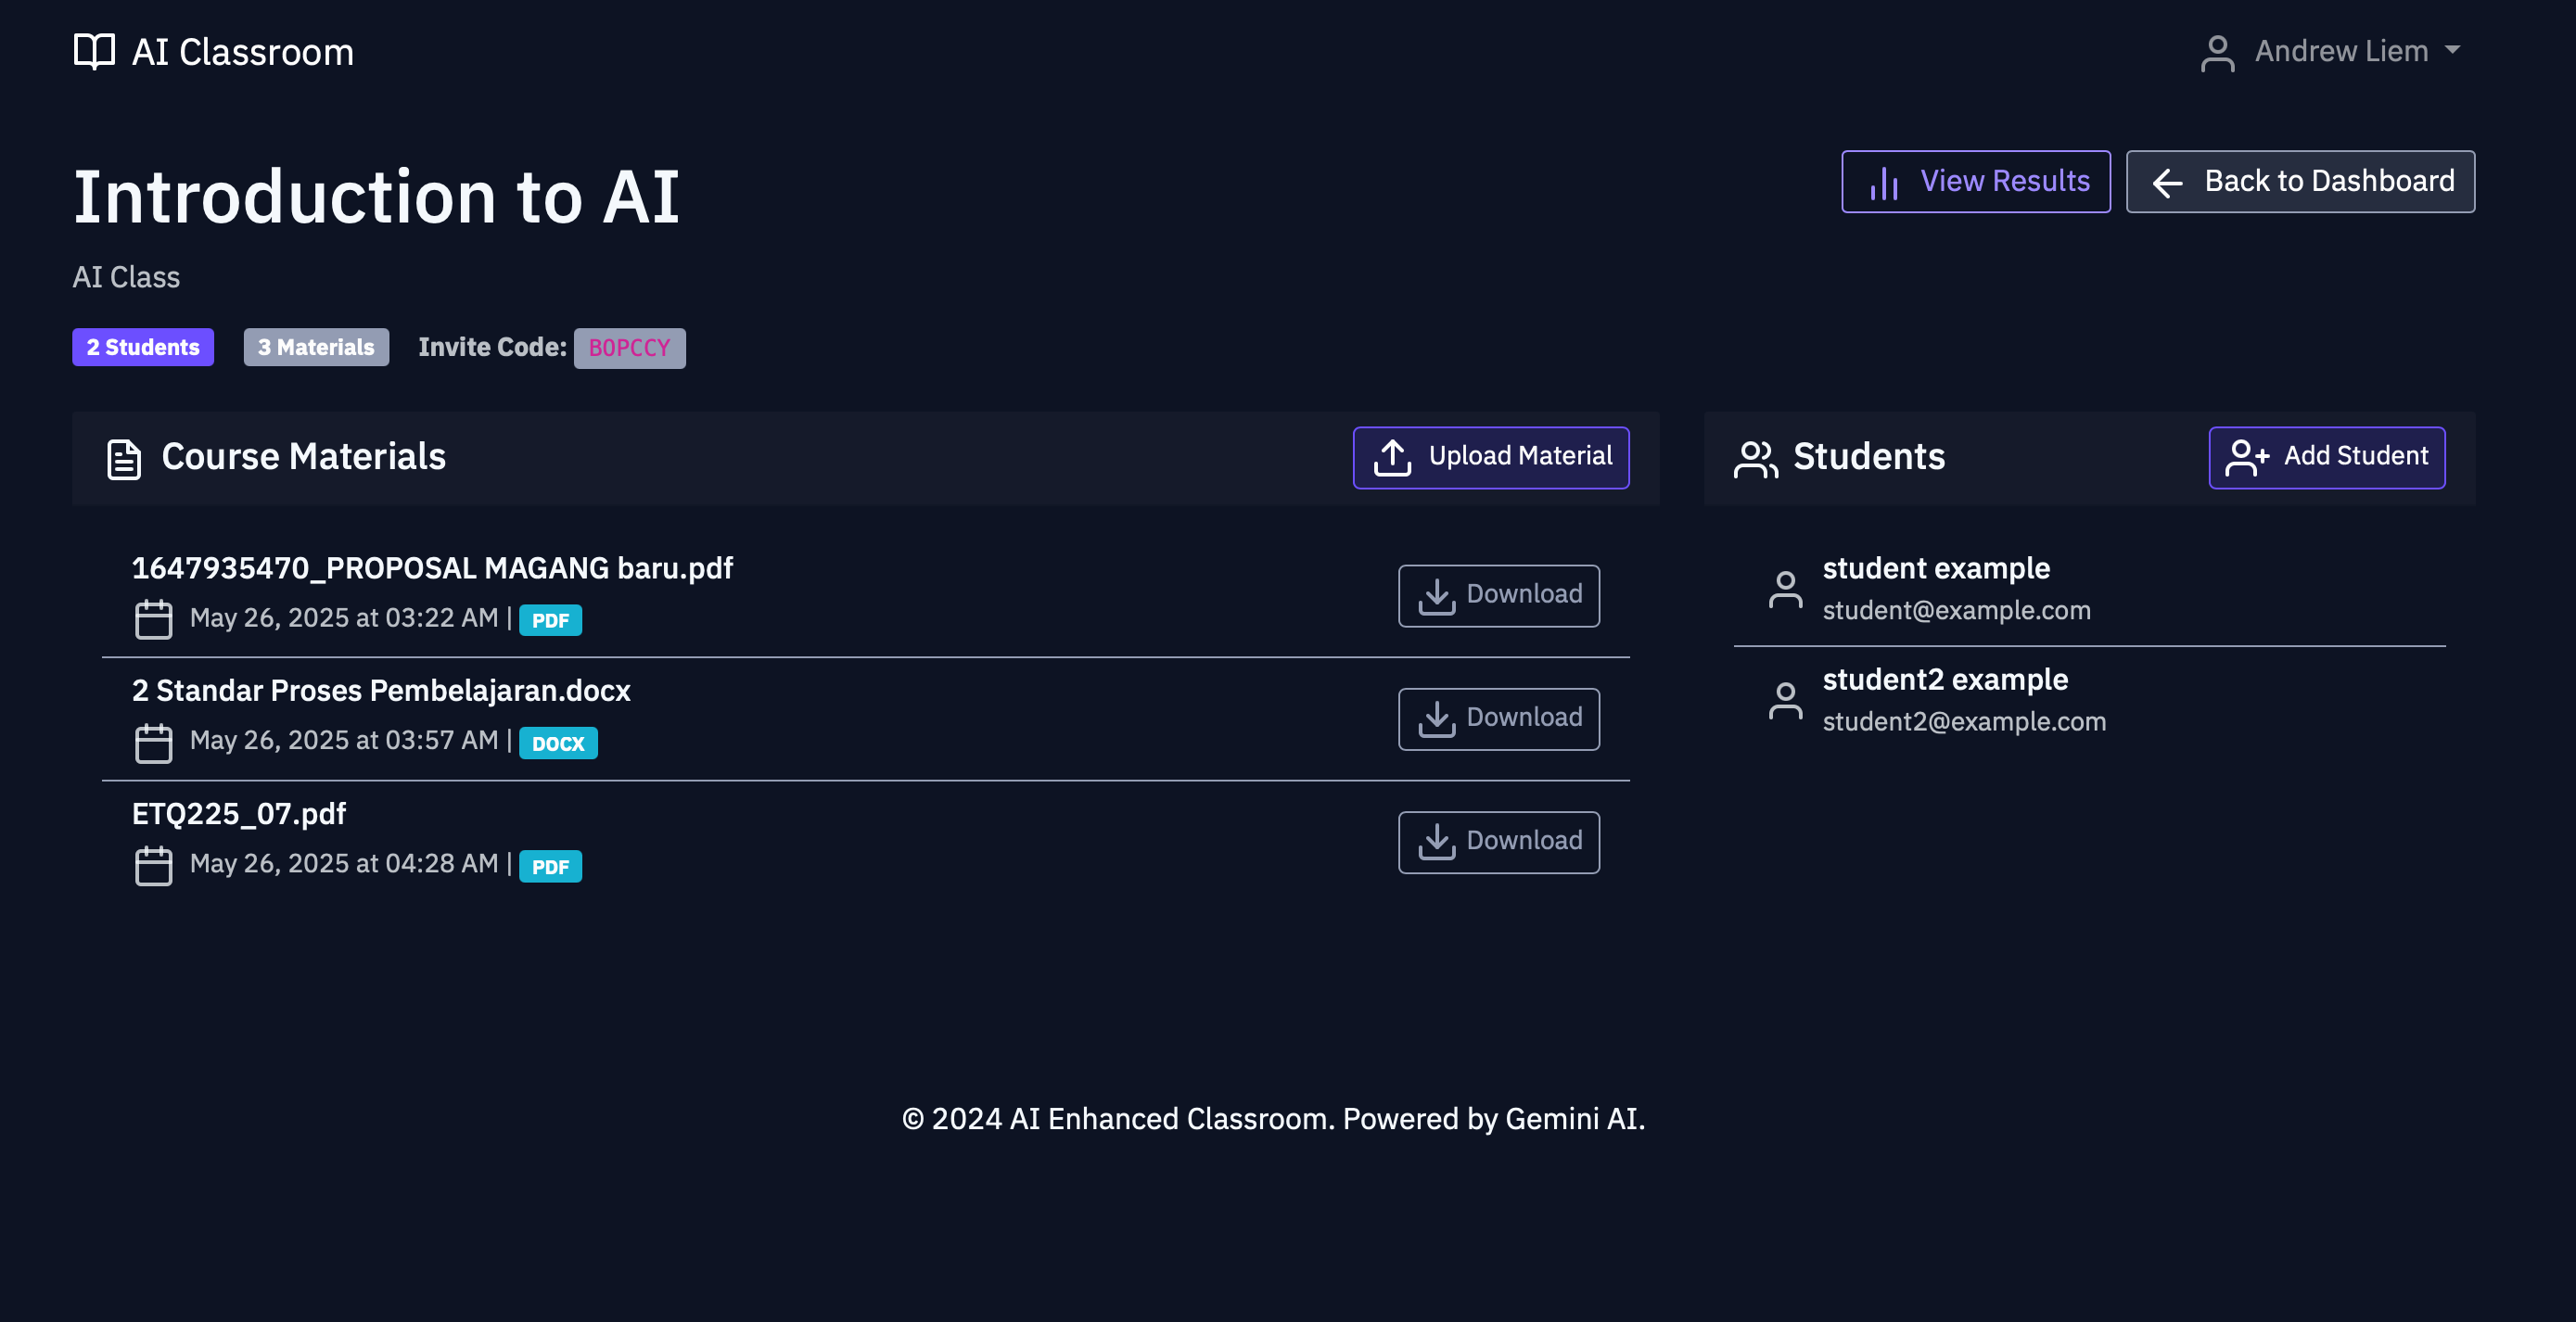 AI Classroom
Andrew Liem
Introduction to AI
View Results
Back to Dashboard
AI Class
2 Students
3 Materials
Invite Code: B0PCCY
Course Materials
Upload Material
1647935470_PROPOSAL MAGANG baru.pdf
May 26, 2025 at 03:22 AM | PDF
Download
2 Standar Proses Pembelajaran.docx
May 26, 2025 at 03:57 AM | DOCX
Download
ETQ225_07.pdf
May 26, 2025 at 04:28 AM | PDF
Download
Students
Add Student
student example
student@example.com
student2 example
student2@example.com
© 2024 AI Enhanced Classroom. Powered by Gemini AI.